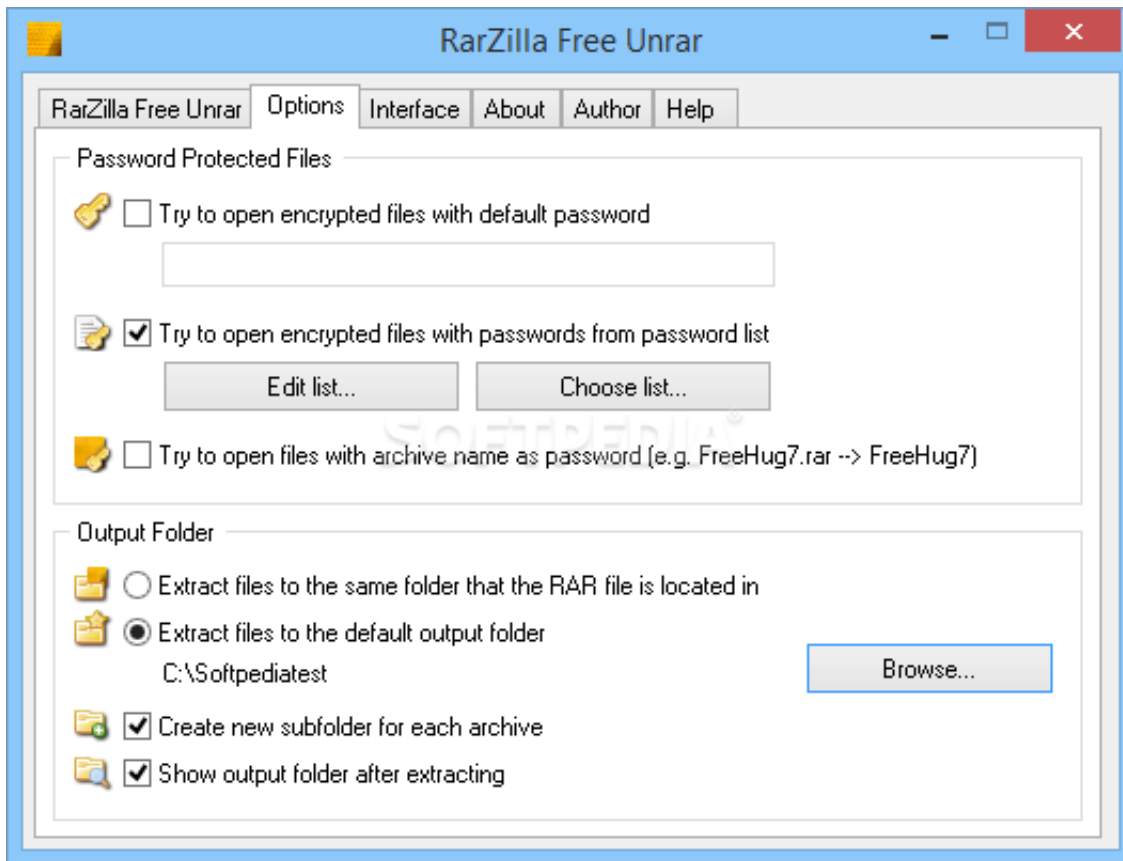 RarZilla Free Unrar
RarZilla Free Unrar Options Interface About Author Help
Password Protected Files
Try to open encrypted files with default password
Try to open encrypted files with passwords from password list
Edit list... Choose list...
SOFTPEDIA®
Try to open files with archive name as password (e.g. FreeHug7.rar --> FreeHug7)
Output Folder
Extract files to the same folder that the RAR file is located in
Extract files to the default output folder
C:\Softpediatest
Browse...
Create new subfolder for each archive
Show output folder after extracting